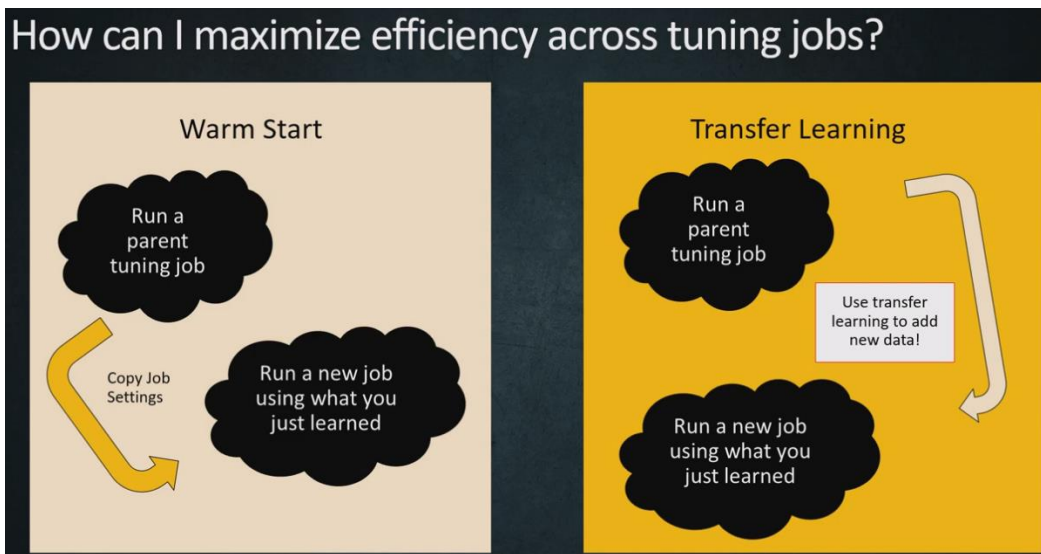 How can I maximize efficiency across tuning jobs?
Warm Start
Run a
parent
tuning job
Copy Job
Settings
Run a new job
using what you
just learned
Transfer Learning
Run a
parent
tuning job
Use transfer
learning to add
new data!
Run a new job
using what you
just learned